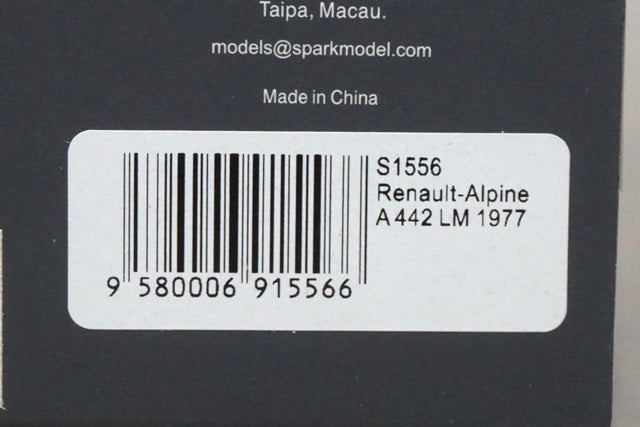 Taipa, Macau.
models@sparkmodel.com
Made in China
S1556
Renault-Alpine
A 442 LM 1977
9 580006 915566